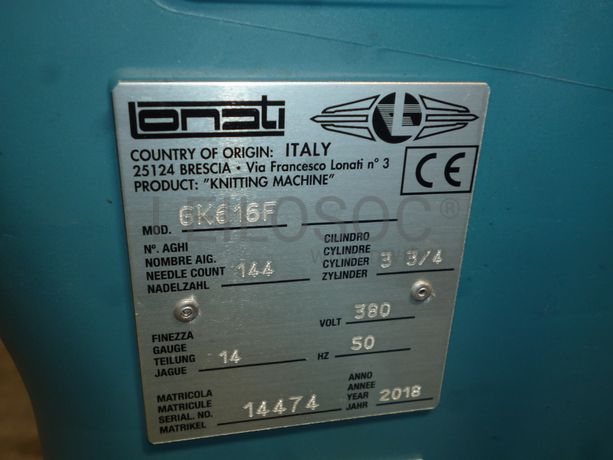 Lonati
L
COUNTRY OF ORIGIN: ITALY
25124 BRESCIA • Via Francesco Lonati n° 3
PRODUCT: "KNITTING MACHINE"
CE
MOD. GK616F
LEILOSOC®
N°. AGHI
NOMBRE AIG.
NEEDLE COUNT 144
NADELZAHL
CILINDRO
CYLINDRE
CYLINDER 3 3/4
ZYLINDER
VOLT 380
FINEZZA
GAUGE
TEILUNG 14
JAUGE
HZ 50
MATRICOLA
MATRICULE
SERIAL. NO. 14474
MATRIKEL
ANNO
ANNEE
YEAR 2018
JAHR